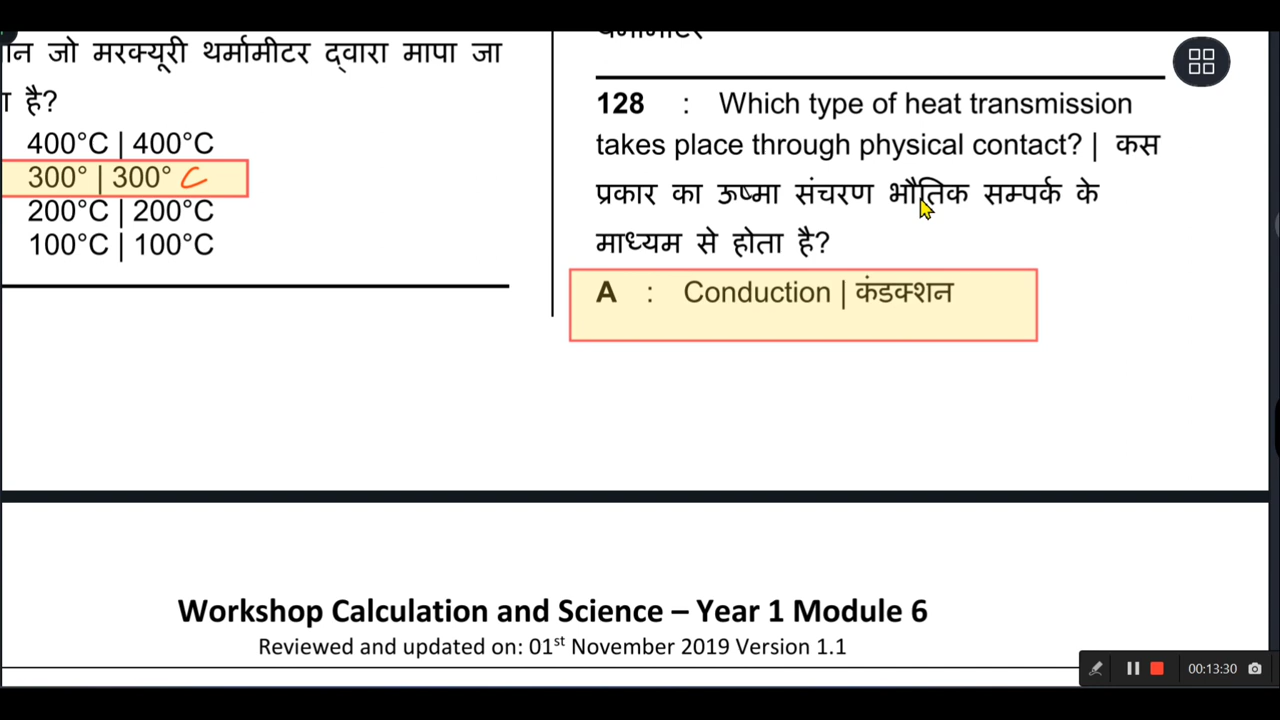 न जो मरक्यूरी थर्मामीटर द्वारा मापा जा
है?
400°C | 400°C
300° | 300° C
200°C | 200°C
100°C | 100°C
128 : Which type of heat transmission
takes place through physical contact? | कस
प्रकार का ऊष्मा संचरण भौतिक सम्पर्क के
माध्यम से होता है?
A : Conduction | कंडक्शन
Workshop Calculation and Science – Year 1 Module 6
Reviewed and updated on: 01st November 2019 Version 1.1
00:13:30